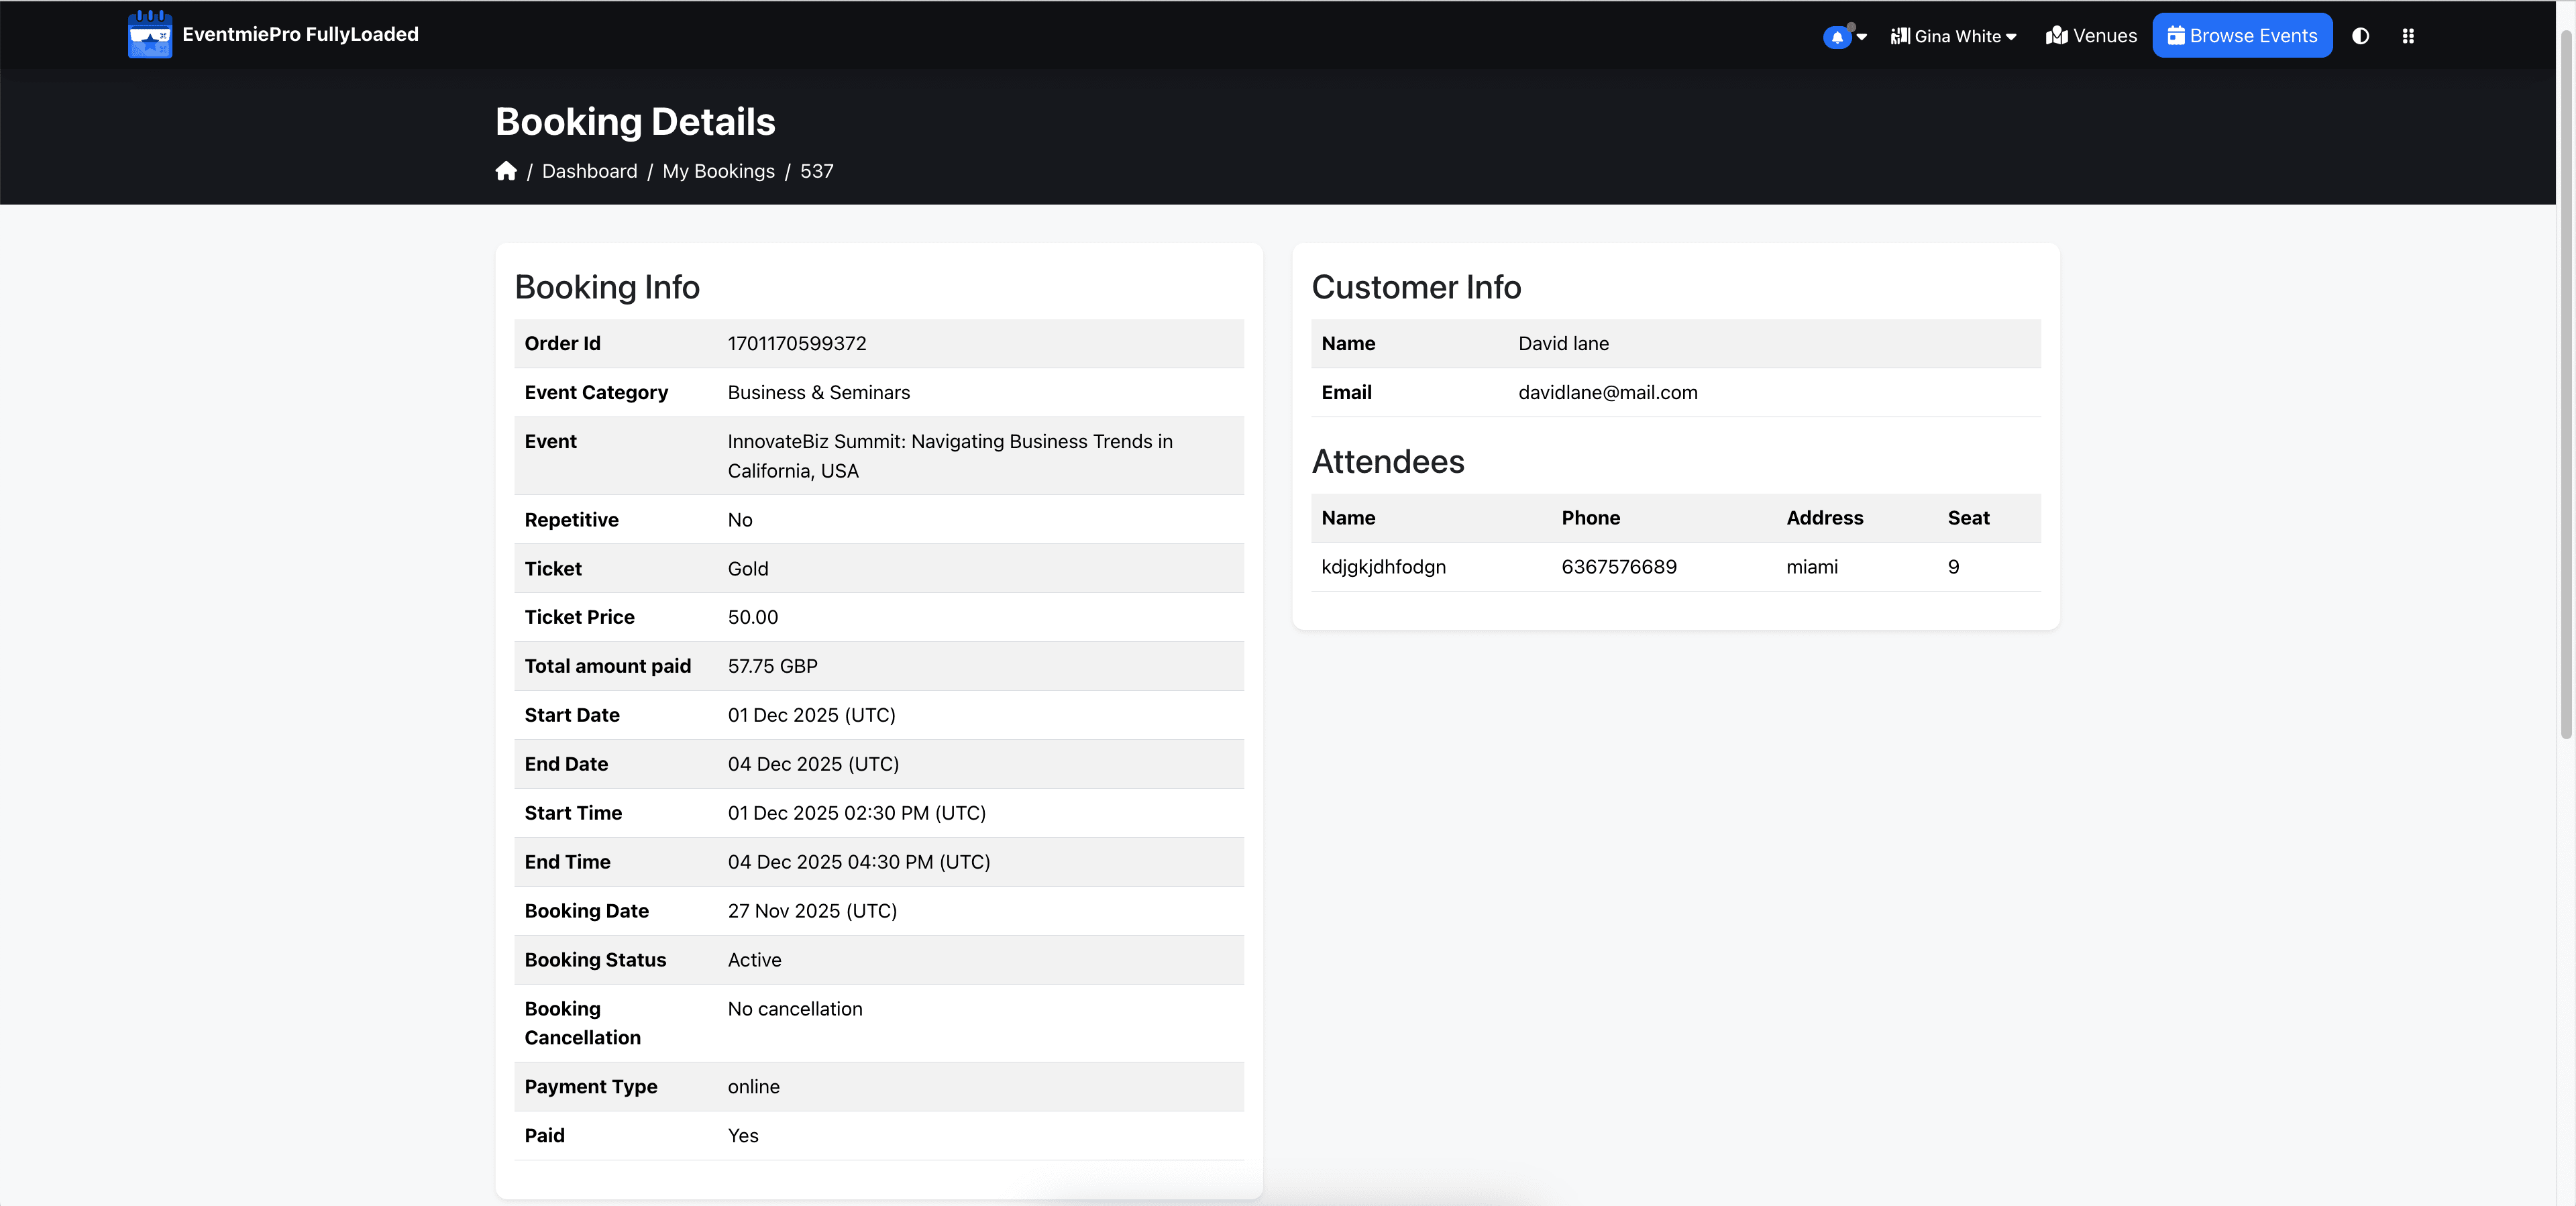 EventmiePro FullyLoaded
Gina White
Venues
Browse Events
Booking Details
/ Dashboard / My Bookings / 537
Booking Info
Order Id 1701170599372
Event Category Business & Seminars
Event InnovateBiz Summit: Navigating Business Trends in
California, USA
Repetitive No
Ticket Gold
Ticket Price 50.00
Total amount paid 57.75 GBP
Start Date 01 Dec 2025 (UTC)
End Date 04 Dec 2025 (UTC)
Start Time 01 Dec 2025 02:30 PM (UTC)
End Time 04 Dec 2025 04:30 PM (UTC)
Booking Date 27 Nov 2025 (UTC)
Booking Status Active
Booking No cancellation
Cancellation
Payment Type online
Paid Yes
Customer Info
Name David lane
Email davidlane@mail.com
Attendees
Name Phone Address Seat
kdjgkjdhfodgn 6367576689 miami 9